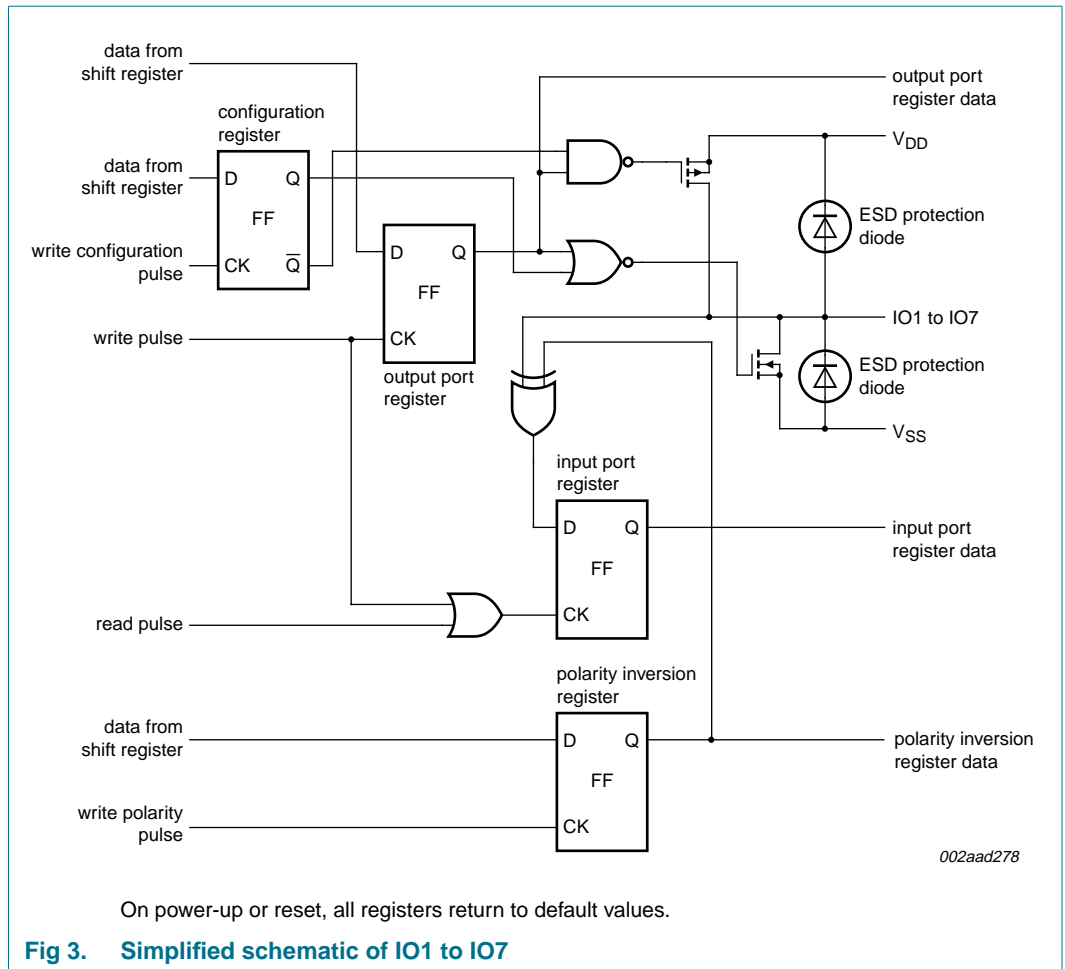 data from
shift register
output port
register data
configuration
register
VDD
data from
shift register
D
Q
FF
CK
Q
write configuration
pulse
ESD protection
diode
D
Q
FF
CK
output port
register
write pulse
IO1 to IO7
ESD protection
diode
VSS
input port
register
D
Q
FF
CK
input port
register data
read pulse
polarity inversion
register
data from
shift register
D
Q
FF
CK
polarity inversion
register data
write polarity
pulse
002aad278
On power-up or reset, all registers return to default values.
Fig 3. Simplified schematic of IO1 to IO7